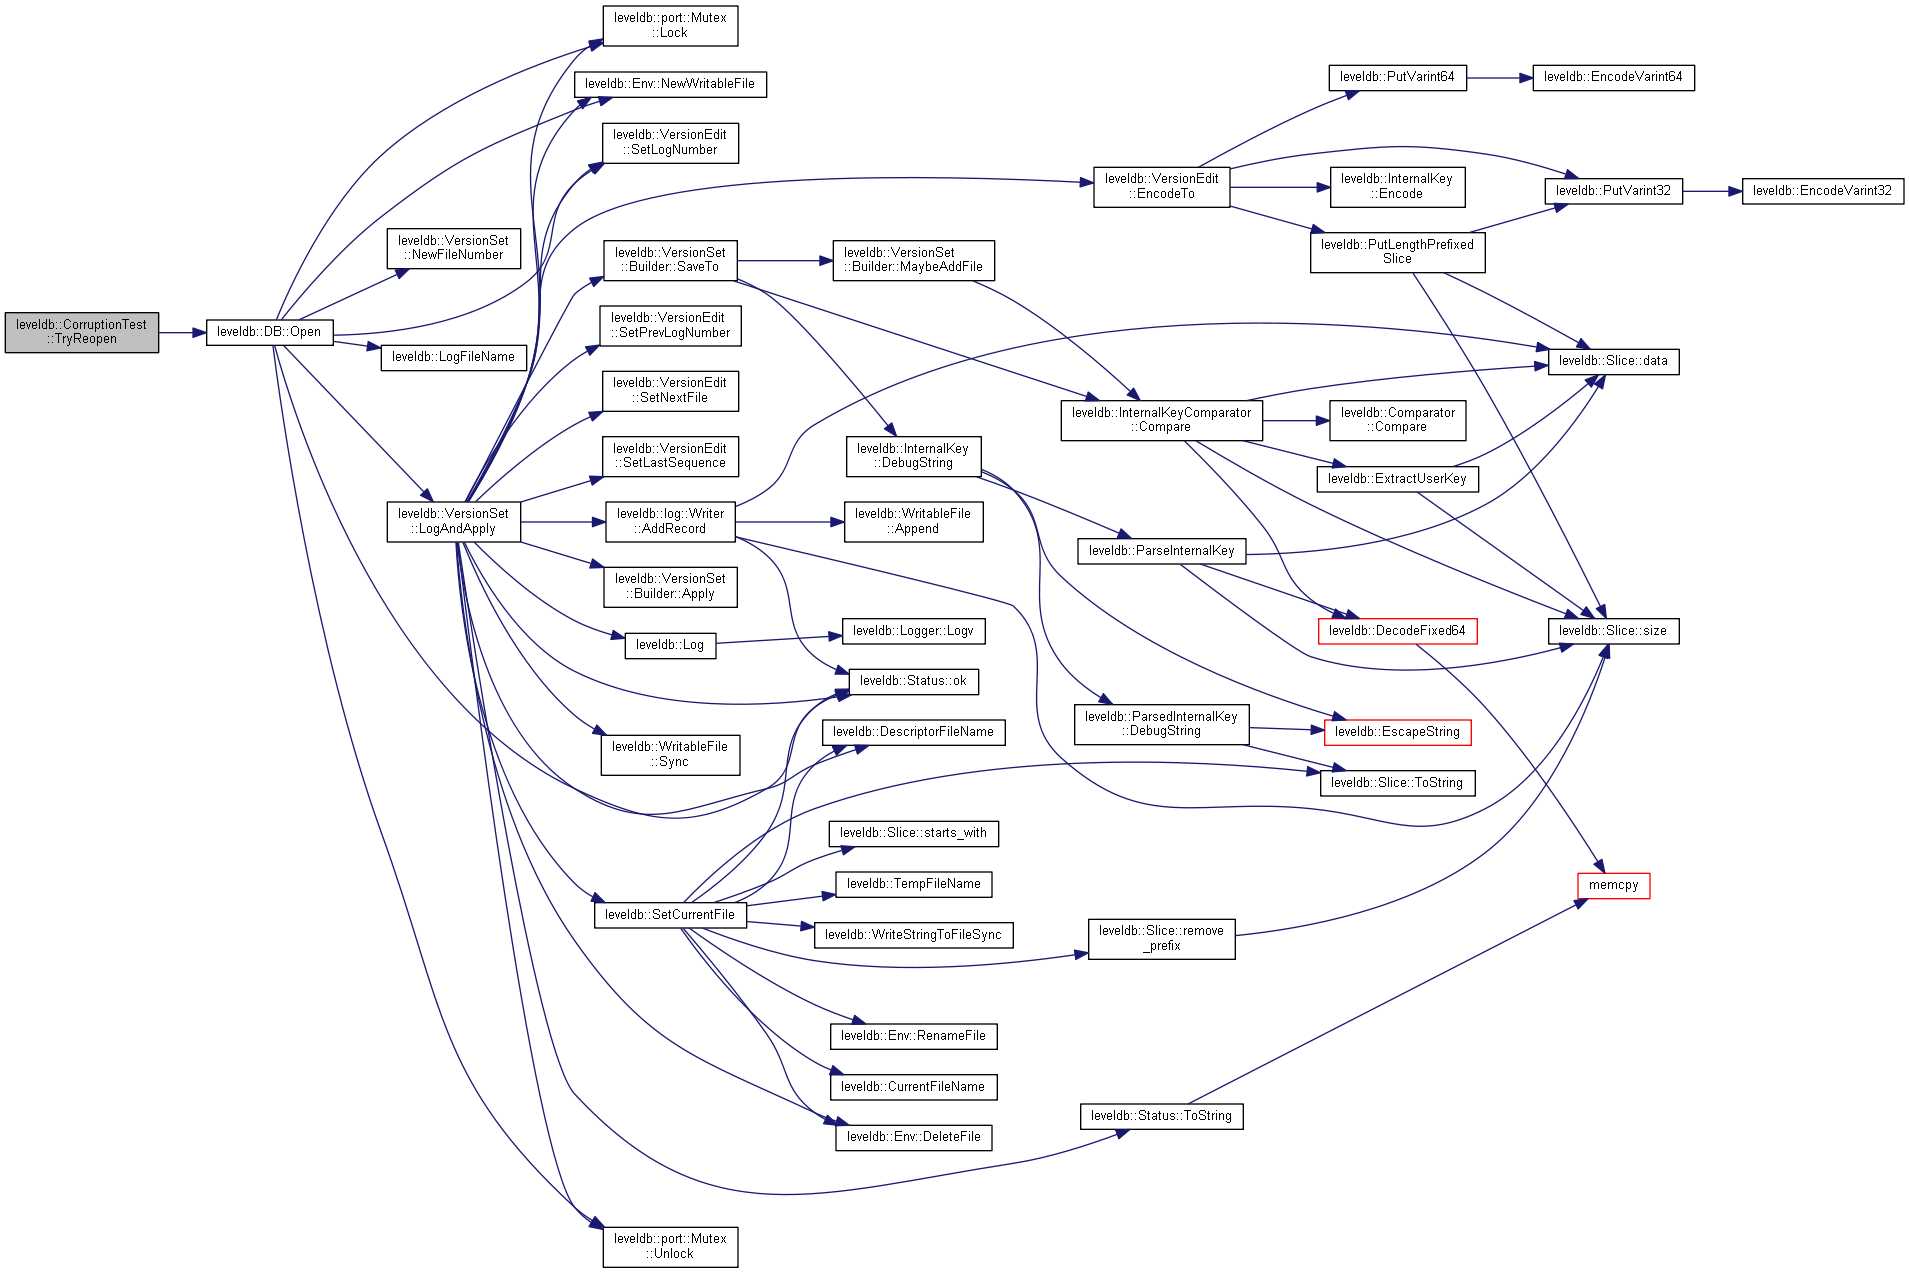 leveldb::CorruptionTest
::TryReopen
leveldb::DB::Open
leveldb::VersionSet
::NewFileNumber
leveldb::LogFileName
leveldb::VersionSet
::LogAndApply
leveldb::port::Mutex
::Lock
leveldb::Env::NewWritableFile
leveldb::VersionEdit
::SetLogNumber
leveldb::VersionSet
::Builder::SaveTo
leveldb::VersionEdit
::SetPrevLogNumber
leveldb::VersionEdit
::SetNextFile
leveldb::VersionEdit
::SetLastSequence
leveldb::log::Writer
::AddRecord
leveldb::VersionSet
::Builder::Apply
leveldb::Log
leveldb::WritableFile
::Sync
leveldb::SetCurrentFile
leveldb::port::Mutex
::Unlock
leveldb::VersionSet
::Builder::MaybeAddFile
leveldb::InternalKey
::DebugString
leveldb::WritableFile
::Append
leveldb::Logger::Logv
leveldb::Status::ok
leveldb::DescriptorFileName
leveldb::Slice::starts_with
leveldb::TempFileName
leveldb::WriteStringToFileSync
leveldb::Env::RenameFile
leveldb::CurrentFileName
leveldb::Env::DeleteFile
leveldb::VersionEdit
::EncodeTo
leveldb::InternalKeyComparator
::Compare
leveldb::ParseInternalKey
leveldb::ParsedInternalKey
::DebugString
leveldb::Slice::remove
_prefix
leveldb::Status::ToString
leveldb::PutVarint64
leveldb::InternalKey
::Encode
leveldb::PutLengthPrefixed
Slice
leveldb::Comparator
::Compare
leveldb::ExtractUserKey
leveldb::DecodeFixed64
leveldb::EscapeString
leveldb::Slice::ToString
leveldb::EncodeVarint64
leveldb::PutVarint32
leveldb::Slice::data
leveldb::Slice::size
memcpy
leveldb::EncodeVarint32